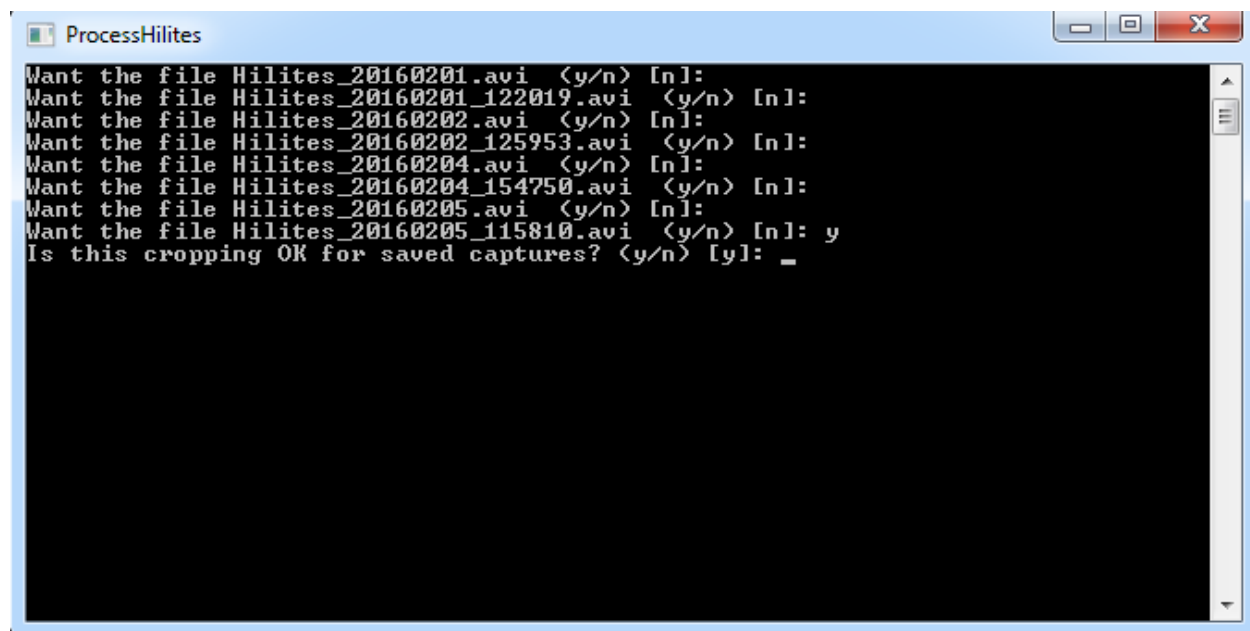 ProcessHilites
Want the file Hilites_20160201.avi  (y/n) [n]:
Want the file Hilites_20160201_122019.avi  (y/n) [n]:
Want the file Hilites_20160202.avi  (y/n) [n]:
Want the file Hilites_20160202_125953.avi  (y/n) [n]:
Want the file Hilites_20160204.avi  (y/n) [n]:
Want the file Hilites_20160204_154750.avi  (y/n) [n]:
Want the file Hilites_20160205.avi  (y/n) [n]:
Want the file Hilites_20160205_115810.avi  (y/n) [n]: y
Is this cropping OK for saved captures? (y/n) [y]: _